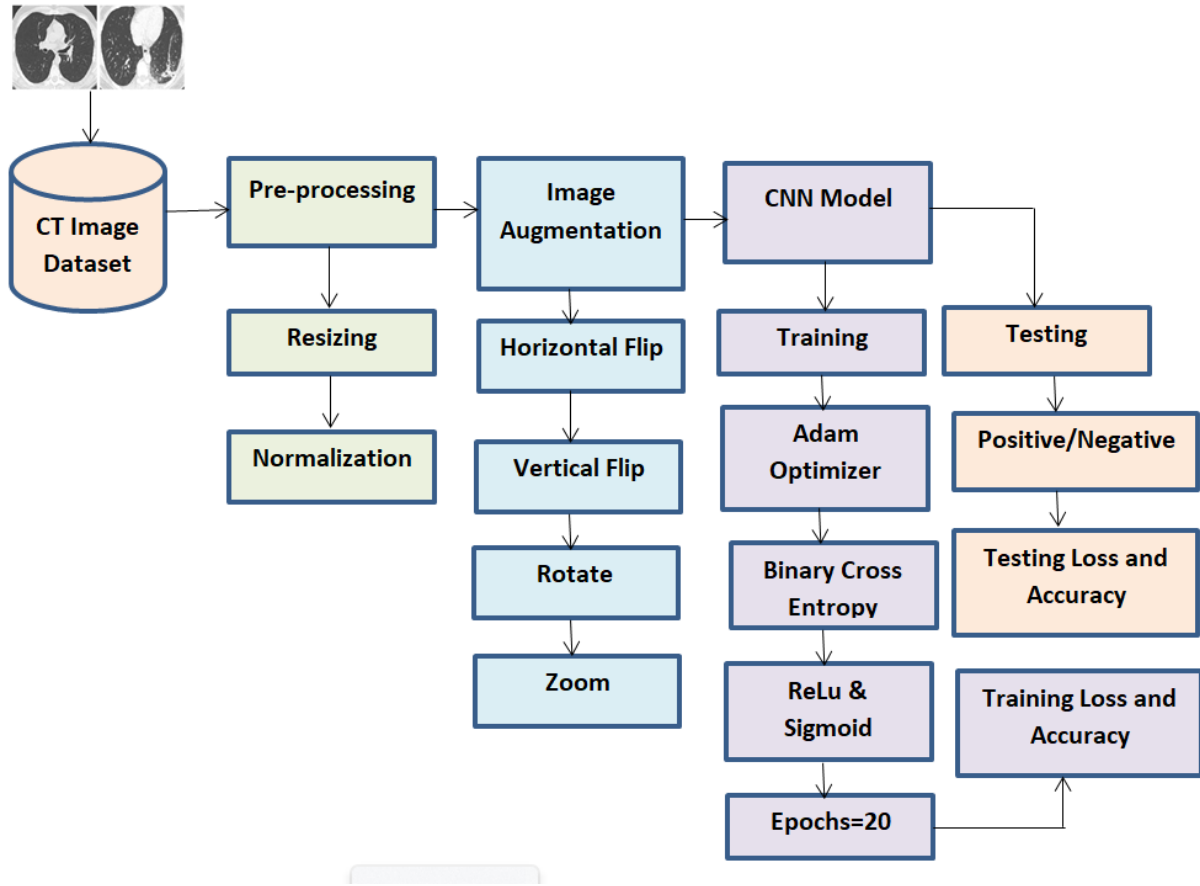 CT Image
Dataset
Pre-processing
Resizing
Normalization
Image
Augmentation
Horizontal Flip
Vertical Flip
Rotate
Zoom
CNN Model
Training
Adam
Optimizer
Binary Cross
Entropy
ReLu &
Sigmoid
Epochs=20
Training Loss and
Accuracy
Testing
Positive/Negative
Testing Loss and
Accuracy